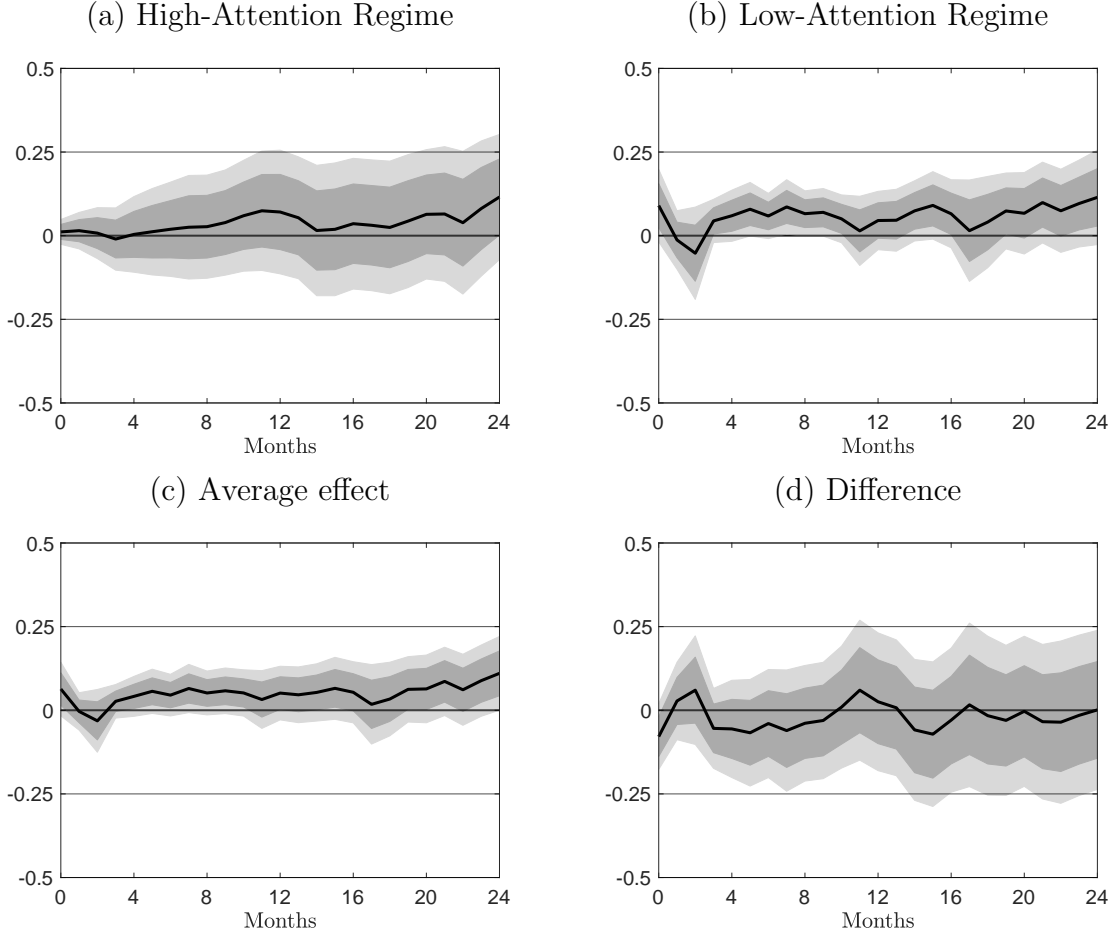 (a) High-Attention Regime
0.5
0.25
0
-0.25
-0.5
0 4 8 12 16 20 24
Months
(b) Low-Attention Regime
0.5
0.25
0
-0.25
-0.5
0 4 8 12 16 20 24
Months
(c) Average effect
0.5
0.25
0
-0.25
-0.5
0 4 8 12 16 20 24
Months
(d) Difference
0.5
0.25
0
-0.25
-0.5
0 4 8 12 16 20 24
Months